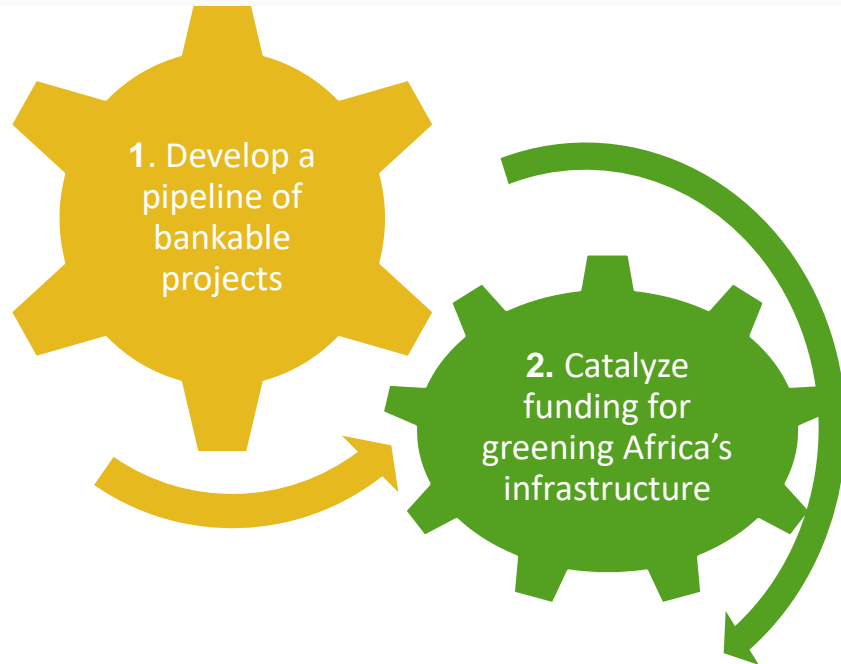 1. Develop a
pipeline of
bankable
projects
2. Catalyze
funding for
greening Africa’s
infrastructure